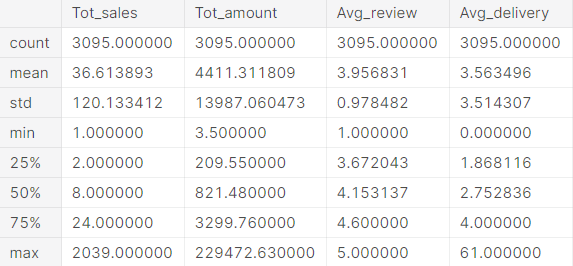 Tot_sales Tot_amount Avg_review Avg_delivery
count 3095.000000 3095.000000 3095.000000 3095.000000
mean 36.613893 4411.311809 3.956831 3.563496
std 120.133412 13987.060473 0.978482 3.514307
min 1.000000 3.500000 1.000000 0.000000
25% 2.000000 209.550000 3.672043 1.868116
50% 8.000000 821.480000 4.153137 2.752836
75% 24.000000 3299.760000 4.600000 4.000000
max 2039.000000 229472.630000 5.000000 61.000000